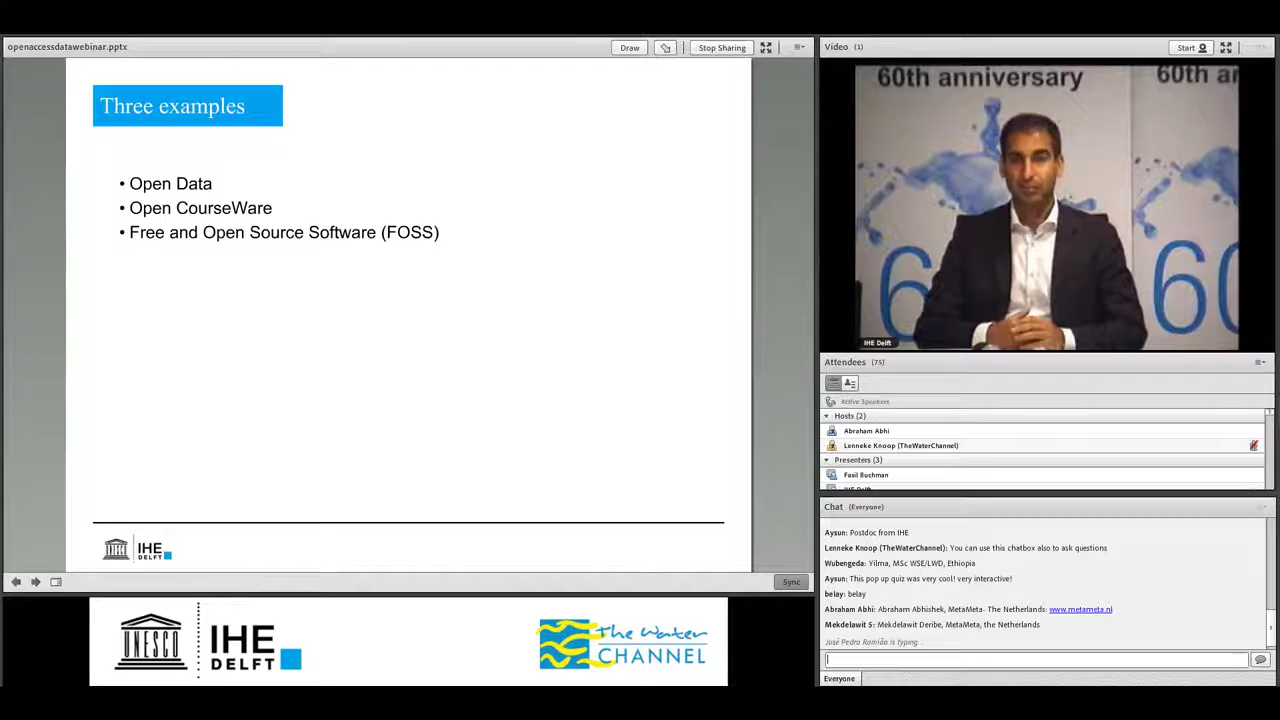 openaccessdatawebinar.pptx
Draw
Stop Sharing
Three examples
• Open Data
• Open CourseWare
• Free and Open Source Software (FOSS)
IHE
DELFT
Sync
UNESCO
IHE
DELFT
The Water
CHANNEL
Video (1)
Start
60th anniversary
60th an
6
60
IHE Delft
Attendees (75)
Active Speakers
Hosts (2)
Abraham Abhi
Lenneke Knoop (TheWaterChannel)
Presenters (3)
Fasil Buchman
IHE Delft
Chat (Everyone)
Aysun: Postdoc from IHE
Lenneke Knoop (TheWaterChannel): You can use this chatbox also to ask questions
Wubengeda: Yilma, MSc WSE/LWD, Ethiopia
Aysun: This pop up quiz was very cool! very interactive!
belay: belay
Abraham Abhi: Abraham Abhishek, MetaMeta- The Netherlands: www.metameta.nl
Mekdelawit S: Mekdelawit Deribe, MetaMeta, the Netherlands
José Pedro Ramião is typing...
Everyone